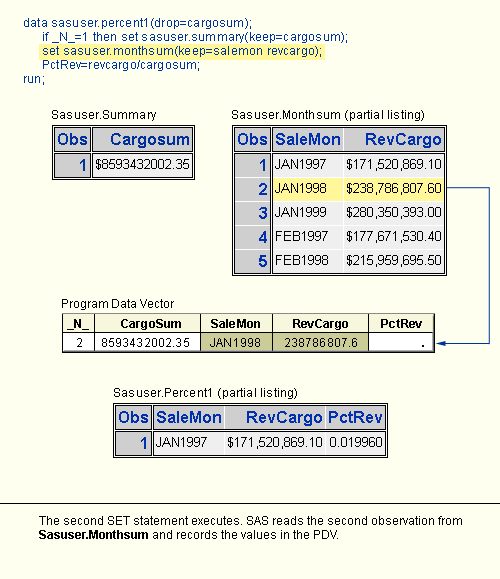 data sasuser.percent1(drop=cargosum);
if _N_=1 then set sasuser.summary(keep=cargosum);
set sasuser.monthsum(keep=salemon revcargo);
PctRev=revcargo/cargosum;
run;
Sasuser.Summary
Obs Cargosum
1 $8593432002.35
Sasuser.Monthsum (partial listing)
Obs SaleMon RevCargo
1 JAN1997 $171,520,869.10
2 JAN1998 $238,786,807.60
3 JAN1999 $280,350,393.00
4 FEB1997 $177,671,530.40
5 FEB1998 $215,959,695.50
Program Data Vector
_N_ CargoSum SaleMon RevCargo PctRev
2 8593432002.35 JAN1998 238786807.6 .
Sasuser.Percent1 (partial listing)
Obs SaleMon RevCargo PctRev
1 JAN1997 $171,520,869.10 0.019960
The second SET statement executes. SAS reads the second observation from
Sasuser.Monthsum and records the values in the PDV.